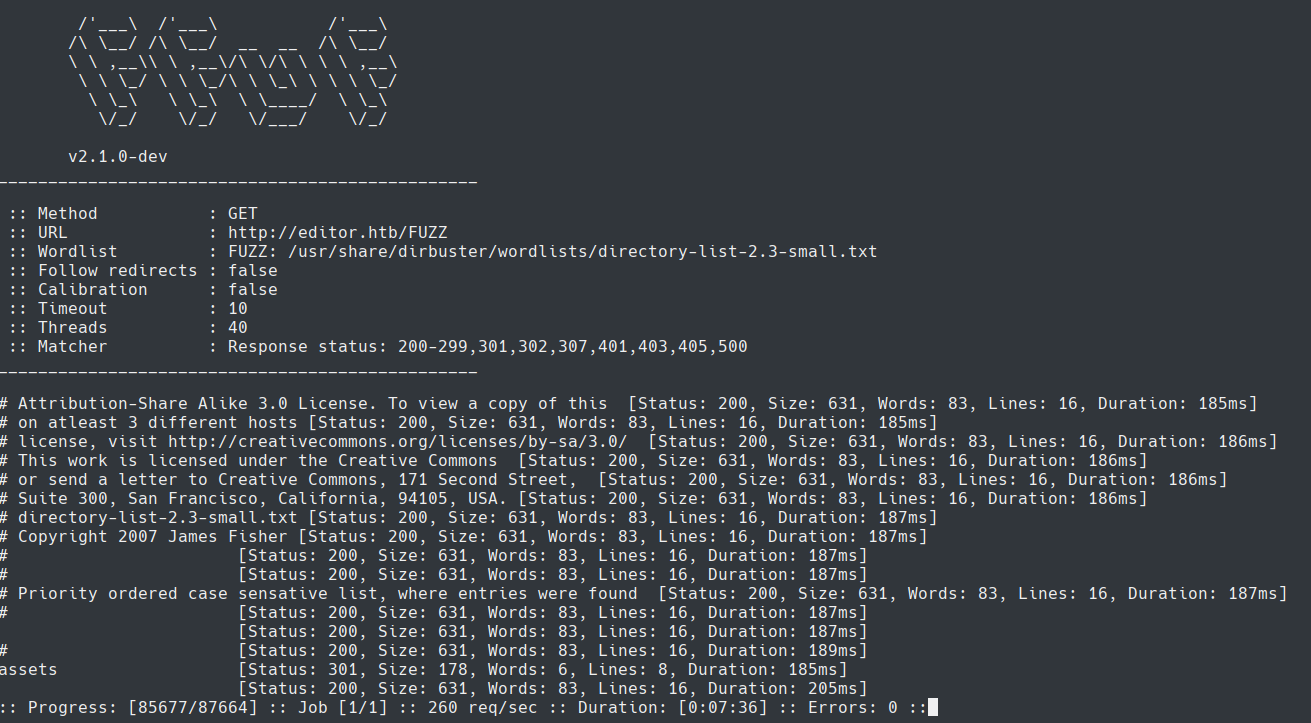 v2.1.0-dev
________________________________________________
:: Method           : GET
:: URL              : http://editor.htb/FUZZ
:: Wordlist         : FUZZ: /usr/share/dirbuster/wordlists/directory-list-2.3-small.txt
:: Follow redirects : false
:: Calibration      : false
:: Timeout          : 10
:: Threads          : 40
:: Matcher          : Response status: 200-299,301,302,307,401,403,405,500
________________________________________________
# Attribution-Share Alike 3.0 License. To view a copy of this  [Status: 200, Size: 631, Words: 83, Lines: 16, Duration: 185ms]
# on atleast 3 different hosts [Status: 200, Size: 631, Words: 83, Lines: 16, Duration: 185ms]
# license, visit http://creativecommons.org/licenses/by-sa/3.0/  [Status: 200, Size: 631, Words: 83, Lines: 16, Duration: 186ms]
# This work is licensed under the Creative Commons  [Status: 200, Size: 631, Words: 83, Lines: 16, Duration: 186ms]
# or send a letter to Creative Commons, 171 Second Street,  [Status: 200, Size: 631, Words: 83, Lines: 16, Duration: 186ms]
# Suite 300, San Francisco, California, 94105, USA. [Status: 200, Size: 631, Words: 83, Lines: 16, Duration: 186ms]
# directory-list-2.3-small.txt [Status: 200, Size: 631, Words: 83, Lines: 16, Duration: 187ms]
# Copyright 2007 James Fisher [Status: 200, Size: 631, Words: 83, Lines: 16, Duration: 187ms]
#                       [Status: 200, Size: 631, Words: 83, Lines: 16, Duration: 187ms]
#                       [Status: 200, Size: 631, Words: 83, Lines: 16, Duration: 187ms]
# Priority ordered case sensative list, where entries were found  [Status: 200, Size: 631, Words: 83, Lines: 16, Duration: 187ms]
#                       [Status: 200, Size: 631, Words: 83, Lines: 16, Duration: 187ms]
                        [Status: 200, Size: 631, Words: 83, Lines: 16, Duration: 187ms]
#                       [Status: 200, Size: 631, Words: 83, Lines: 16, Duration: 189ms]
assets                  [Status: 301, Size: 178, Words: 6, Lines: 8, Duration: 185ms]
                        [Status: 200, Size: 631, Words: 83, Lines: 16, Duration: 205ms]
:: Progress: [85677/87664] :: Job [1/1] :: 260 req/sec :: Duration: [0:07:36] :: Errors: 0 ::